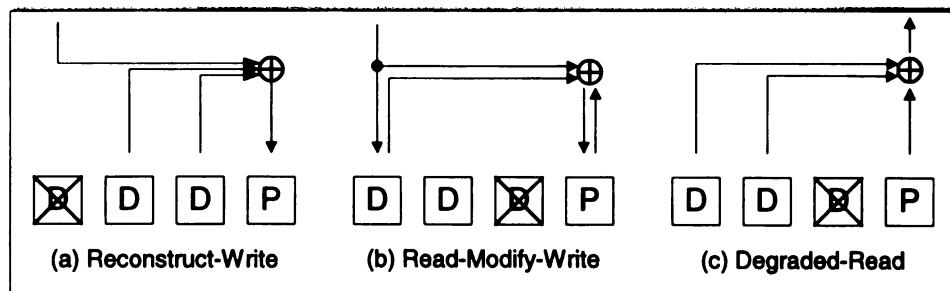 D D D P D D D P D D D P
(a) Reconstruct-Write (b) Read-Modify-Write (c) Degraded-Read